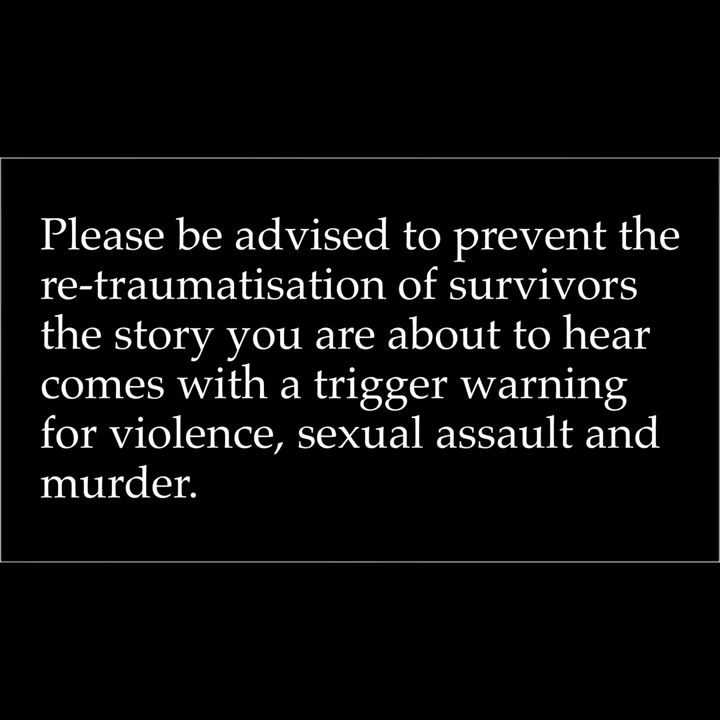 Please be advised to prevent the
re-traumatisation of survivors
the story you are about to hear
comes with a trigger warning
for violence, sexual assault and
murder.